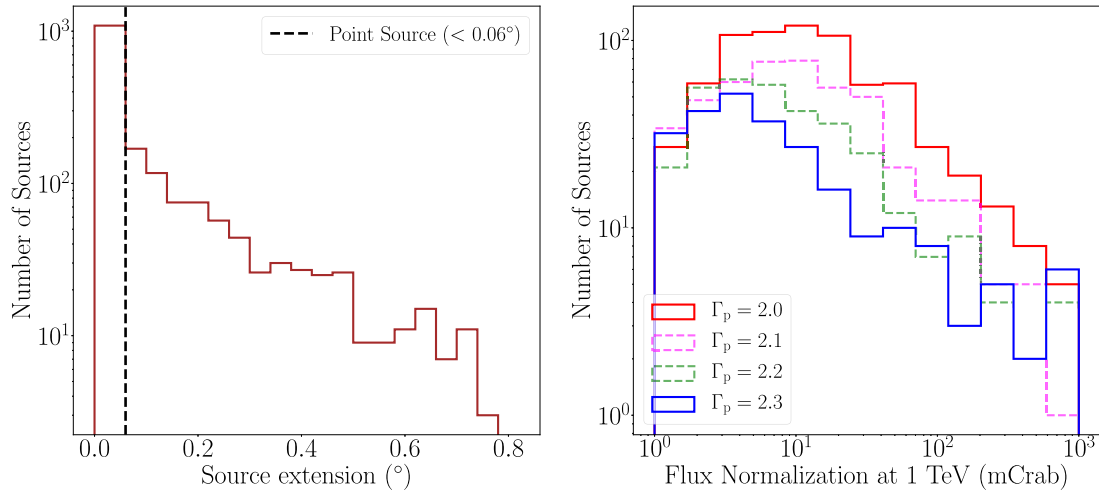 10³
10²
10¹
Number of Sources
Point Source (< 0.06°)
0.0 0.2 0.4 0.6 0.8
Source extension (°)
10²
10¹
10⁰
Number of Sources
Γₚ = 2.0
Γₚ = 2.1
Γₚ = 2.2
Γₚ = 2.3
10⁰ 10¹ 10² 10³
Flux Normalization at 1 TeV (mCrab)